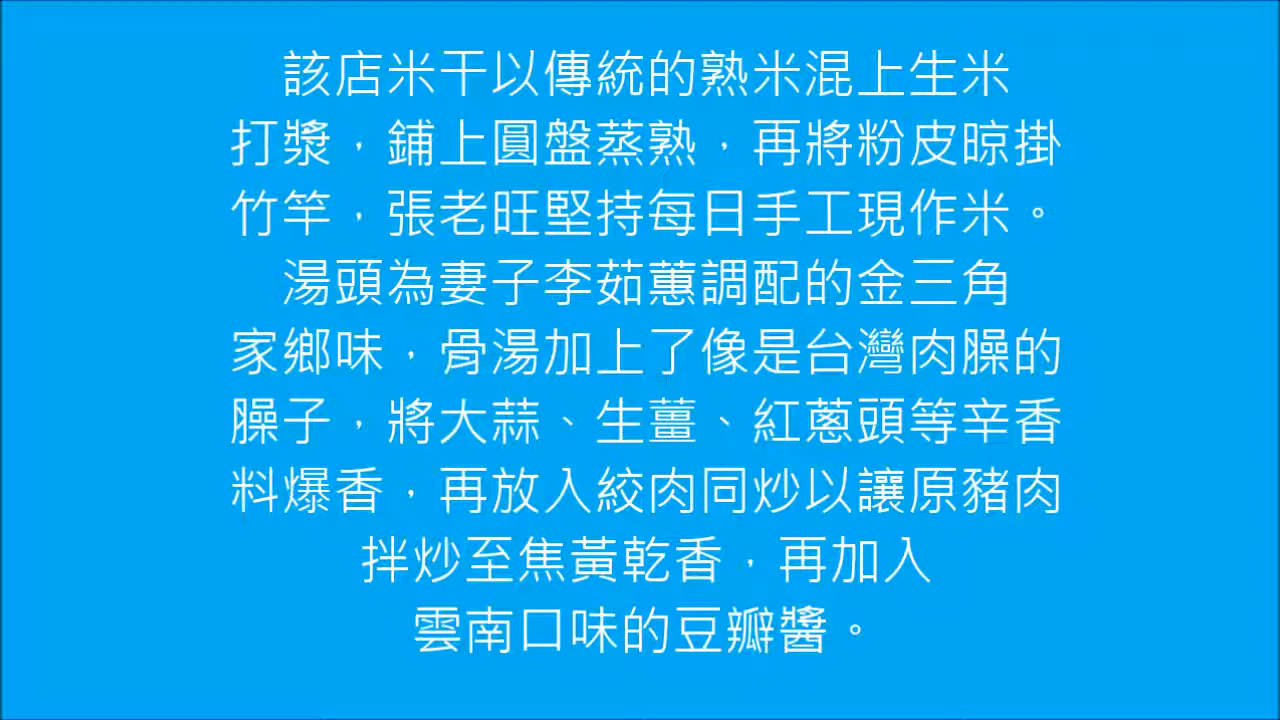 該店米干以傳統的熟米混上生米
打漿，鋪上圓盤蒸熟，再將粉皮晾掛
竹竿，張老旺堅持每日手工現作米。
湯頭為妻子李茹蕙調配的金三角
家鄉味，骨湯加上了像是台灣肉臊的
臊子，將大蒜、生薑、紅蔥頭等辛香
料爆香，再放入絞肉同炒以讓原豬肉
拌炒至焦黃乾香，再加入
雲南口味的豆瓣醬。